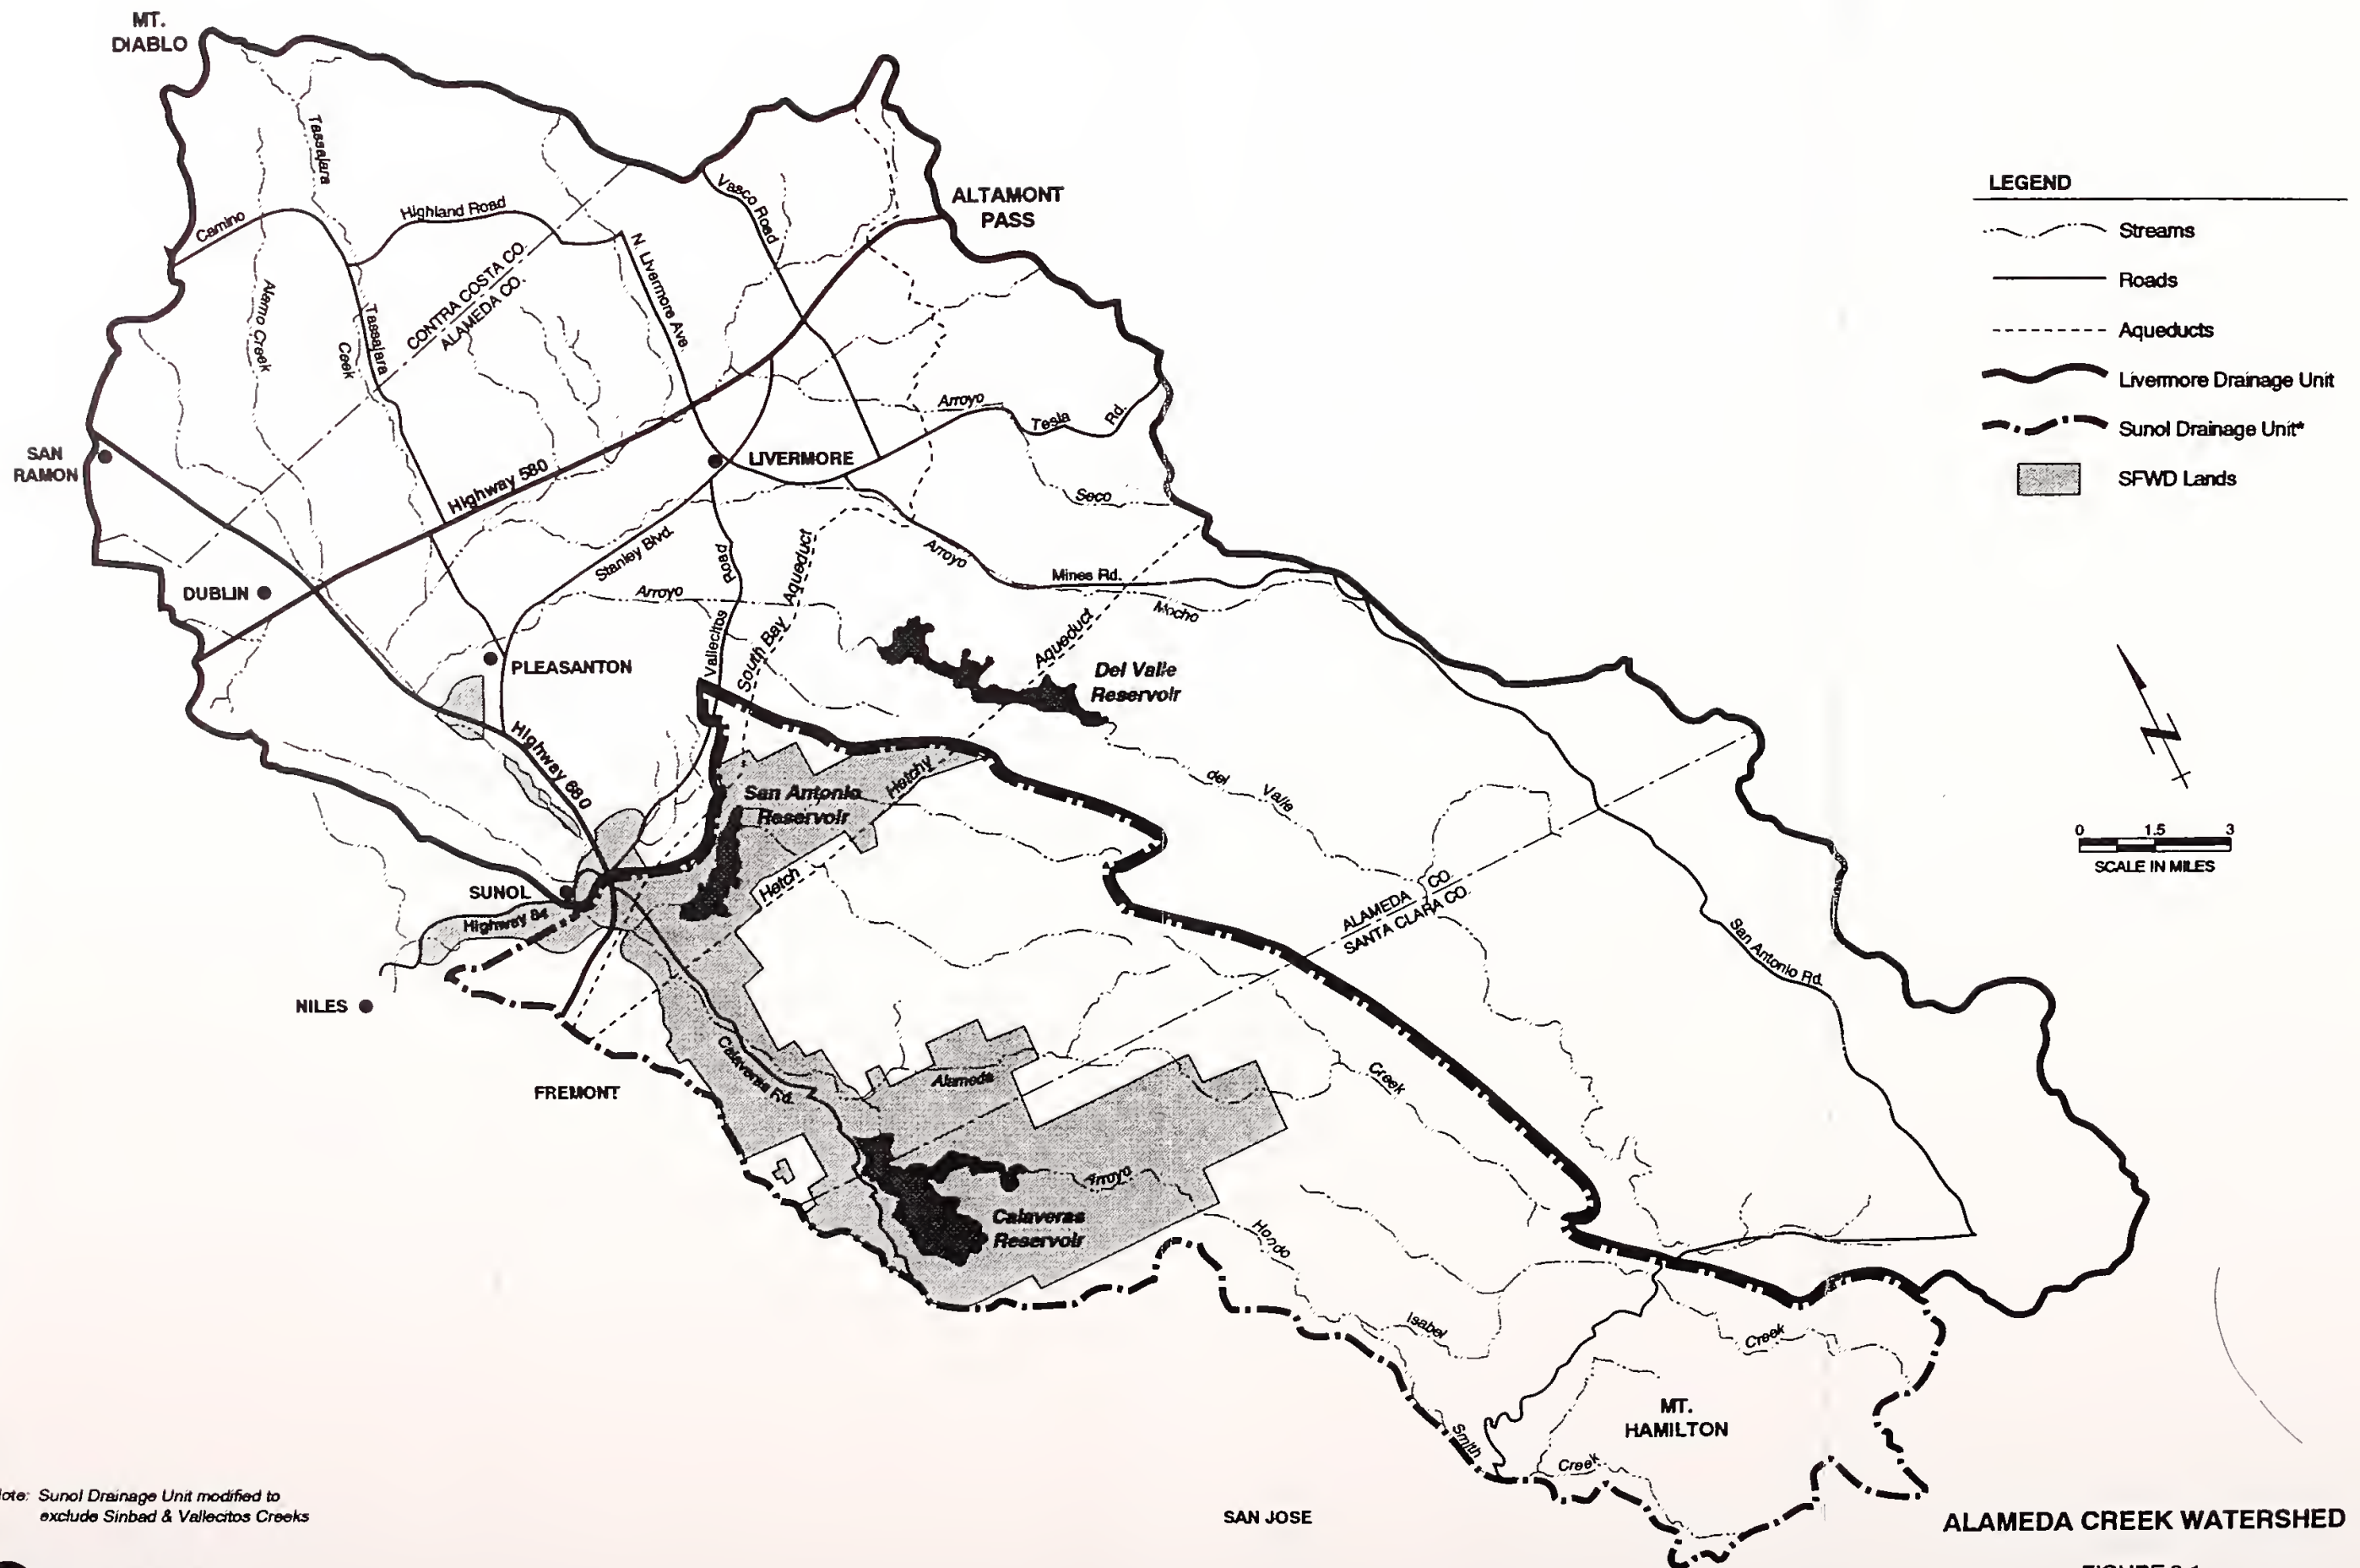 MT.
DIABLO
Tassajara
Camino
Highland Road
Vasco Road
ALTAMONT
PASS
N. Livermore Ave.
Alamo Creek
Tassajara
Ceek
CONTRA COSTA CO.
ALAMEDA CO.
SAN
RAMON
Highway 580
LIVERMORE
Arroyo
Tesla
Rd.
Seco
Stanley Blvd.
Road
Vallecitos
South Bay
Aqueduct
Arroyo
Mines Rd.
Mocho
DUBLIN
Arroyo
PLEASANTON
Aqueduct
Del Valle
Reservoir
Highway 680
San Antonio
Reservoir
Hetchy
del
Valle
Hetch
SUNOL
Highway 84
ALAMEDA
CO.
SANTA CLARA CO.
San Antonio Rd.
NILES
FREMONT
Calaveras Rd.
Alameda
Creek
Arroyo
Calaveras
Reservoir
Hondo
Isabel
Creek
MT.
HAMILTON
Smith
Creek
SAN JOSE
LEGEND
Streams
Roads
Aqueducts
Livermore Drainage Unit
Sunol Drainage Unit*
SFWD Lands
N
0 1.5 3
SCALE IN MILES
Sunol Drainage Unit modified to
exclude Sinbad & Vallecitos Creeks
ALAMEDA CREEK WATERSHED